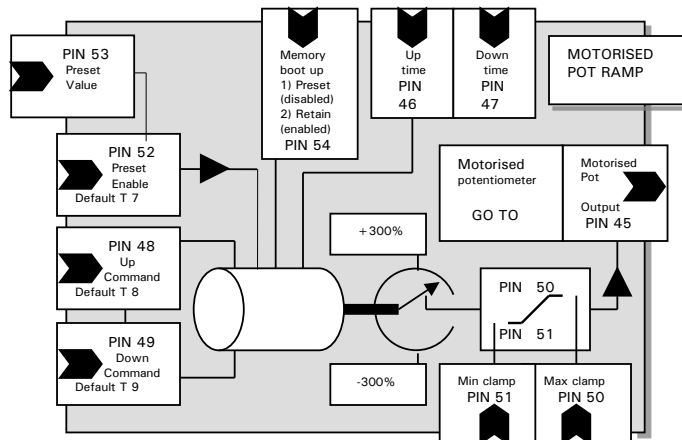 PIN 53
Preset
Value
PIN 52
Preset
Enable
Default T 7
PIN 48
Up
Command
Default T 8
PIN 49
Down
Command
Default T 9
Memory
boot up
1) Preset
(disabled)
2) Retain
(enabled)
PIN 54
Up
time
PIN
46
Down
time
PIN
47
MOTORISED
POT RAMP
Motorised
potentiometer
GO TO
Motorised
Pot
Output
PIN 45
+300%
-300%
PIN 50
PIN 51
Min clamp
PIN 51
Max clamp
PIN 50